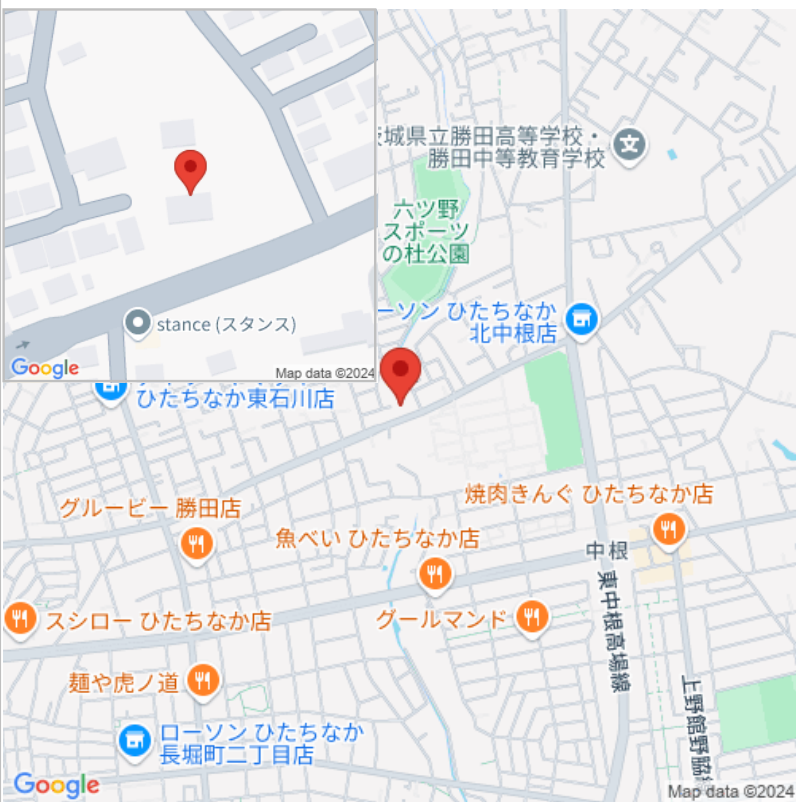 stance (スタンス)
Google
Map data ©2024
城県立勝田高等学校・
勝田中等教育学校
六ツ野
スポーツ
の杜公園
ーソン ひたちなか
北中根店
ひたちなか東石川店
グルービー 勝田店
焼肉きんぐ ひたちなか店
魚べい ひたちなか店
中根
スシロー ひたちなか店
グールマンド
東中根高場線
麺や虎ノ道
上野館野脇
ローソン ひたちなか
長堀町二丁目店
Google
Map data ©2024